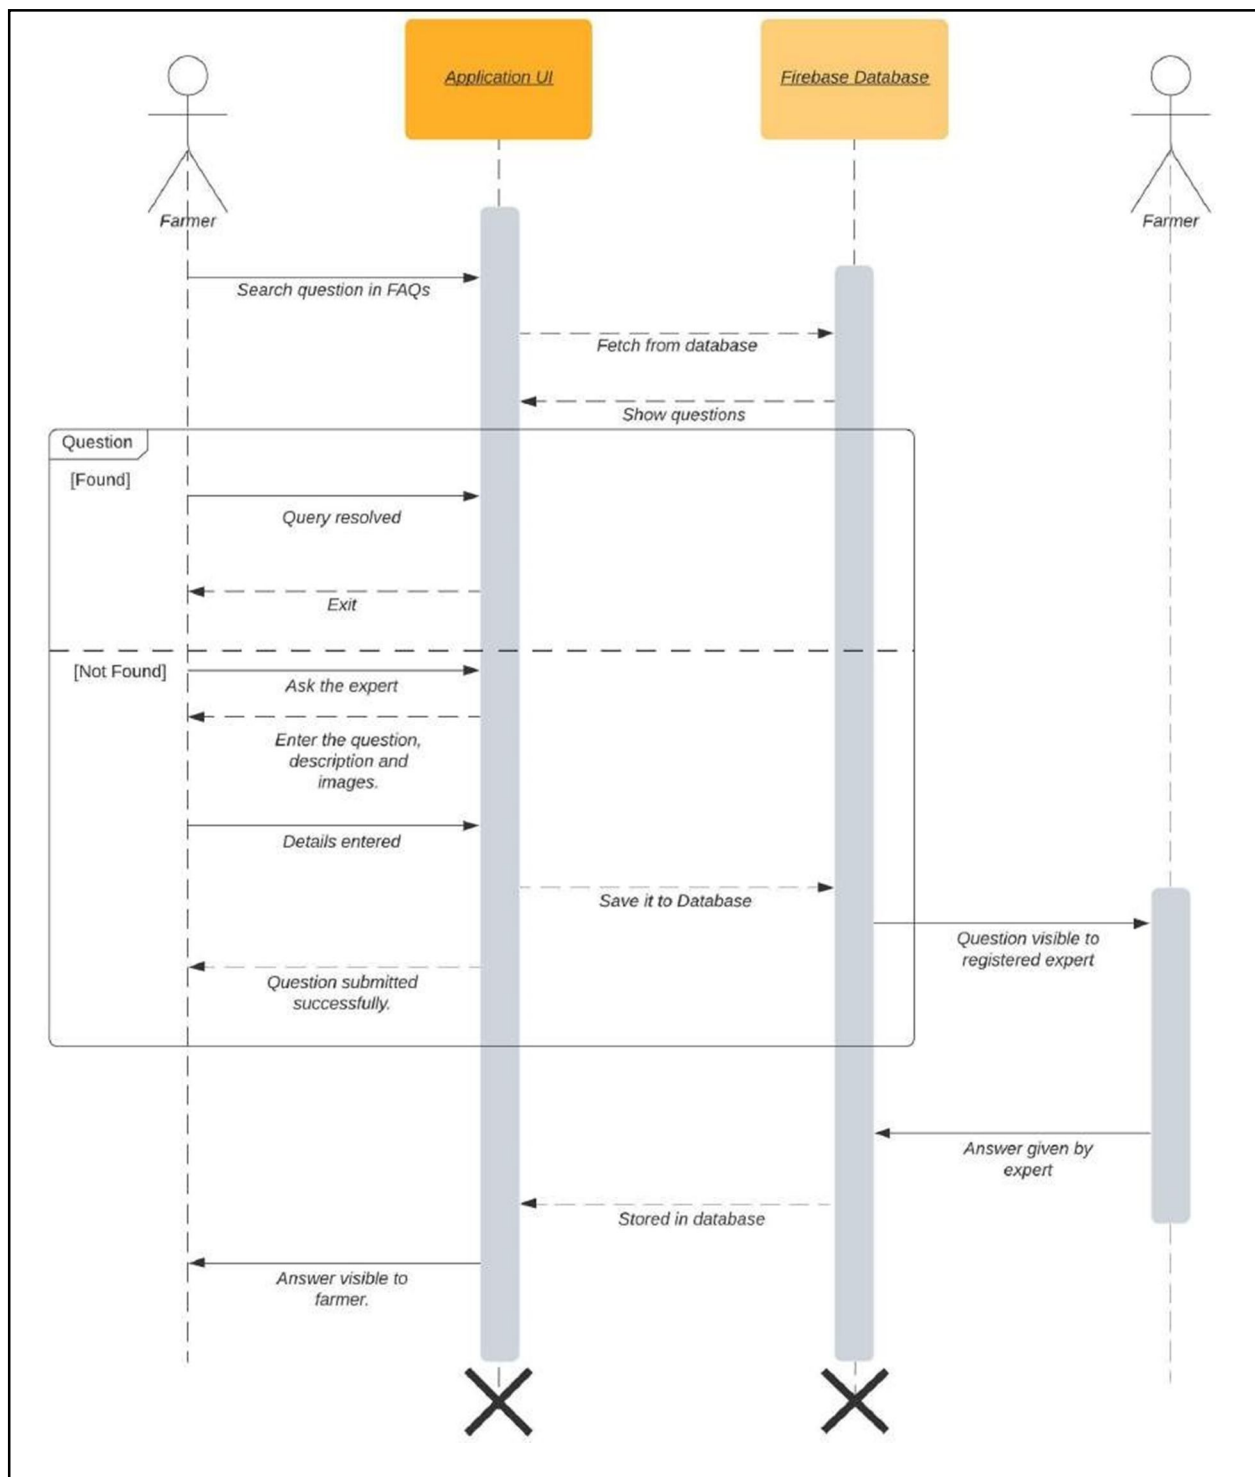 Application UI
Firebase Database
Farmer
Farmer
Search question in FAQs
Fetch from database
Show questions
Question
[Found]
Query resolved
Exit
[Not Found]
Ask the expert
Enter the question,
description and
images.
Details entered
Save it to Database
Question visible to
registered expert
Question submitted
successfully.
Answer given by
expert
Stored in database
Answer visible to
farmer.